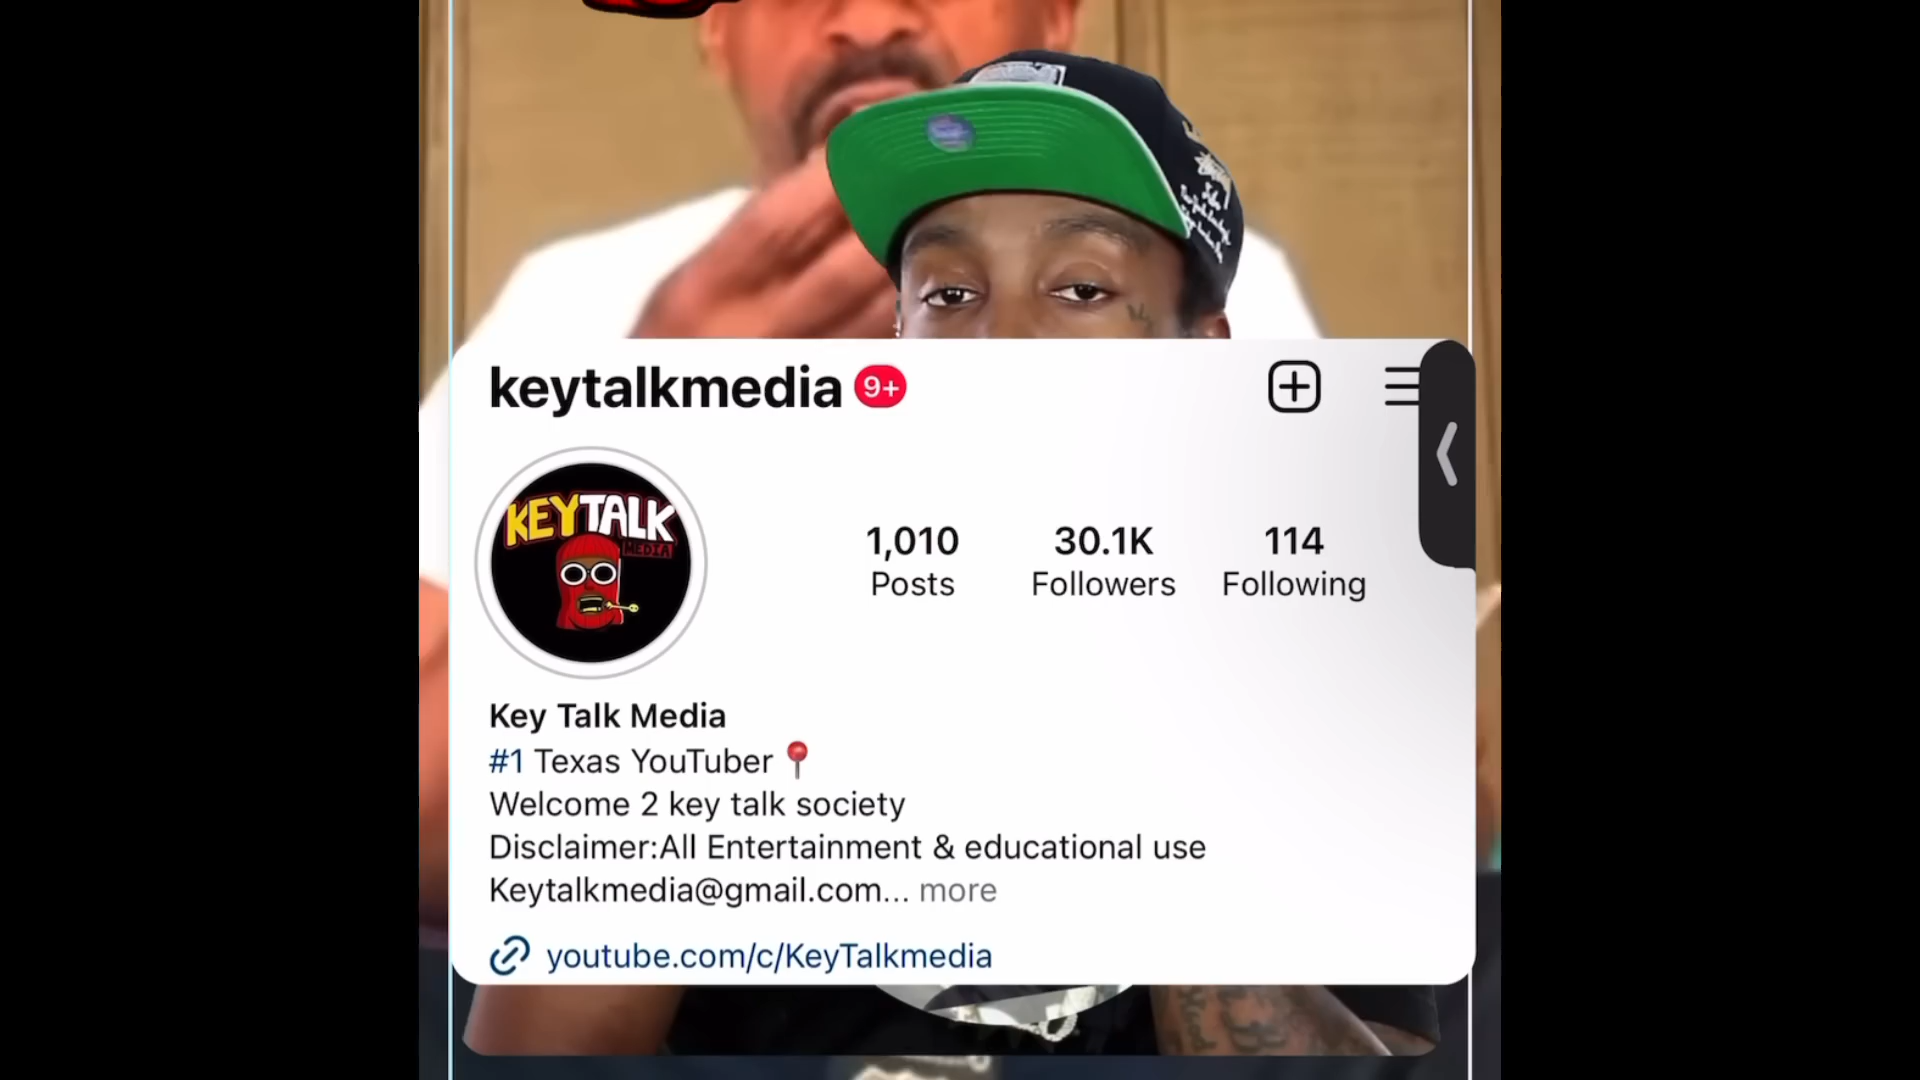 keytalkmedia 9+
KEYTALK
MEDIA
1,010 30.1K 114
Posts Followers Following
Key Talk Media
#1 Texas YouTuber📍
Welcome 2 key talk society
Disclaimer:All Entertainment & educational use
Keytalkmedia@gmail.com... more
youtube.com/c/KeyTalkmedia